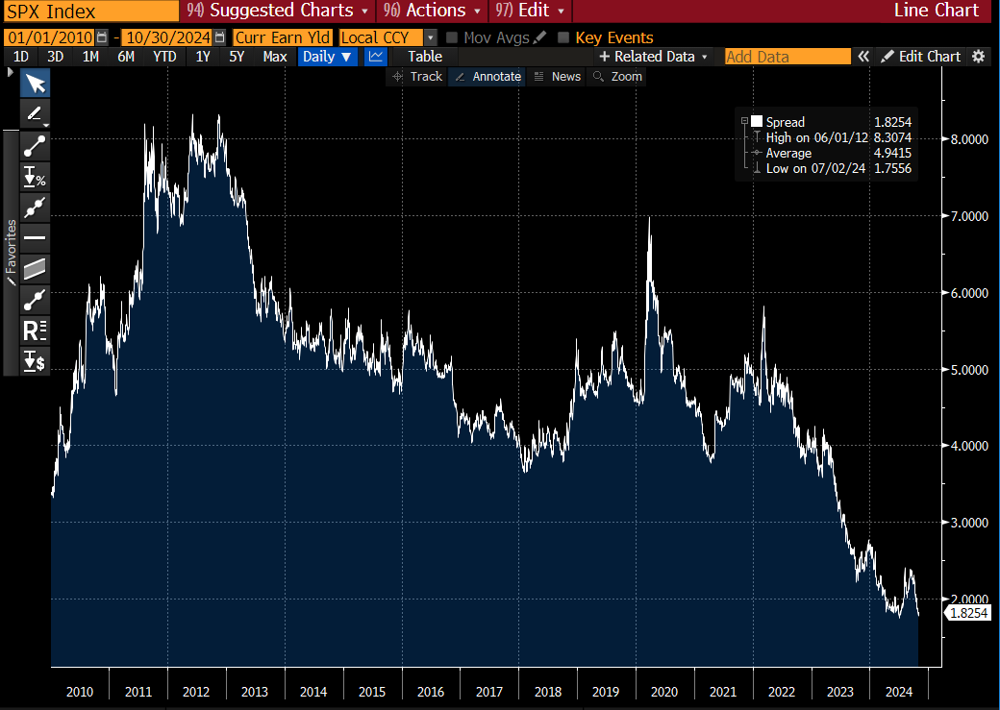 SPX Index 94) Suggested Charts 96) Actions 97) Edit Line Chart
01/01/2010 - 10/30/2024 Curr Earn Yld Local CCY Mov Avgs Key Events
1D 3D 1M 6M YTD 1Y 5Y Max Daily ▼ Table + Related Data Add Data « Edit Chart
Track Annotate News Zoom
Spread 1.8254
High on 06/01/12 8.3074
Average 4.9415
Low on 07/02/24 1.7556
8.0000
7.0000
6.0000
5.0000
4.0000
3.0000
2.0000
1.8254
%
Favorites
R
$
2010 2011 2012 2013 2014 2015 2016 2017 2018 2019 2020 2021 2022 2023 2024